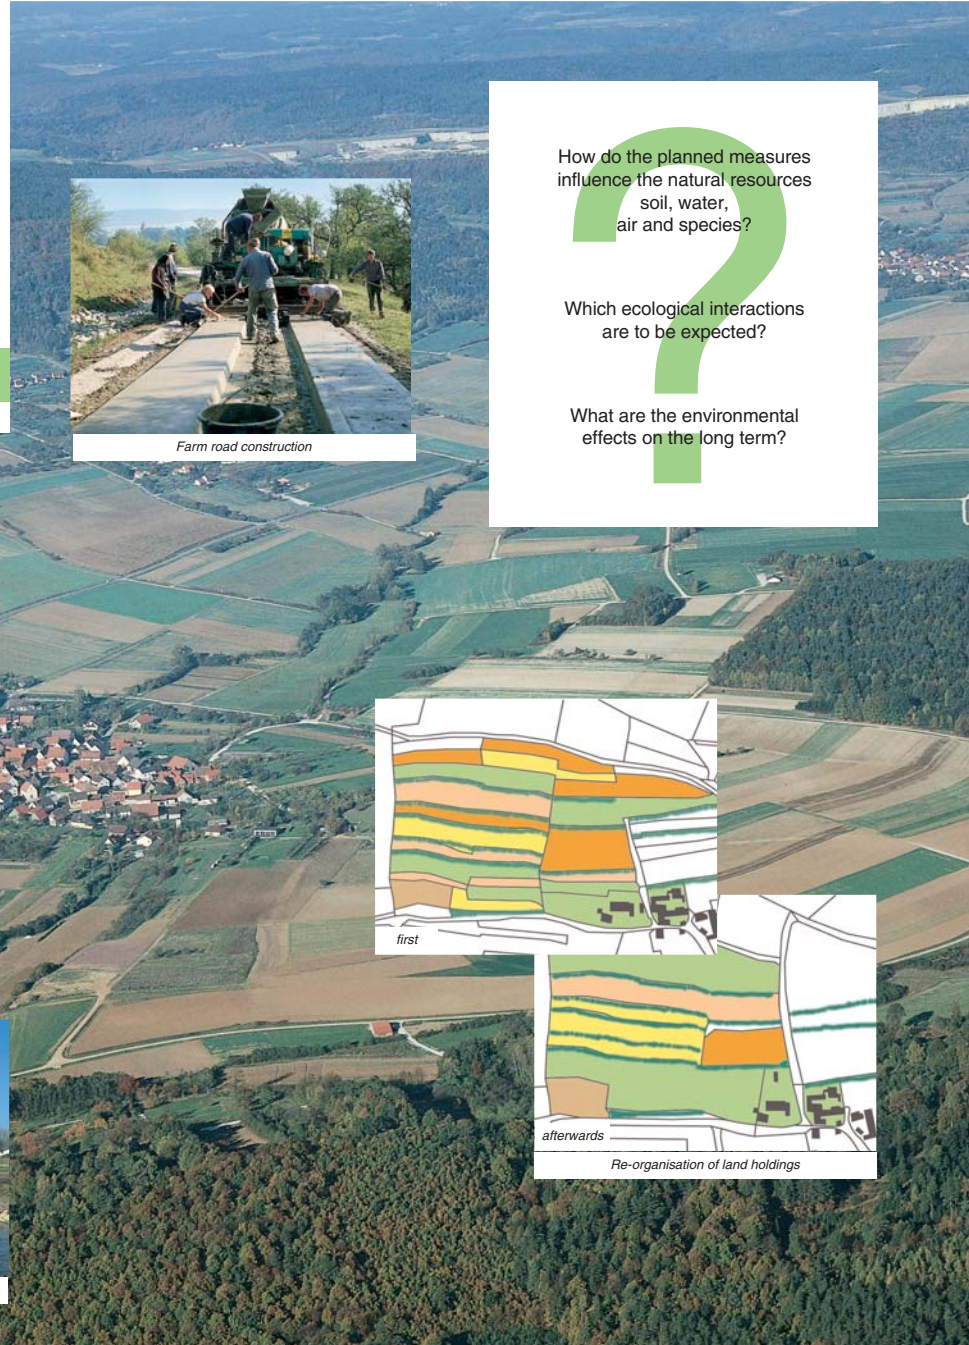 How do the planned measures
influence the natural resources
soil, water,
air and species?
Which ecological interactions
are to be expected?
What are the environmental
effects on the long term?
Farm road construction
first
afterwards
Re-organisation of land holdings